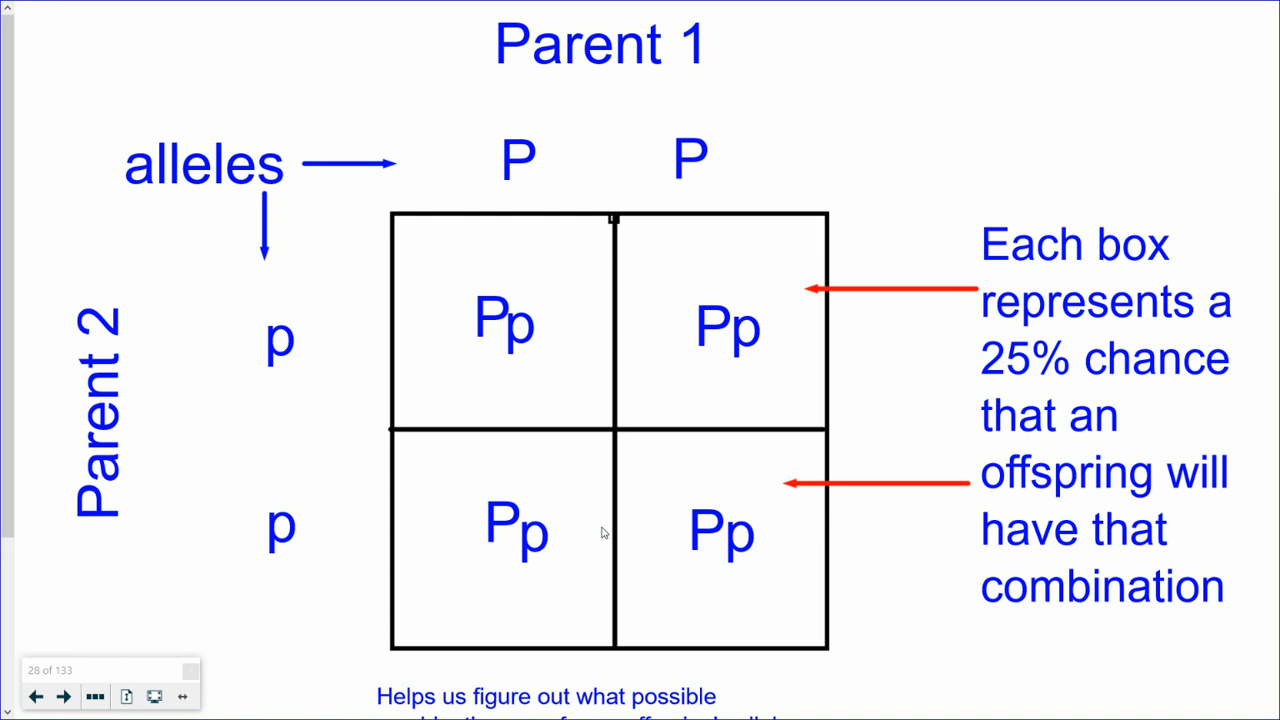 Parent 1
alleles
P P
Parent 2
p
p
Pp Pp
Pp Pp
Each box
represents a
25% chance
that an
offspring will
have that
combination
28 of 133
Helps us figure out what possible